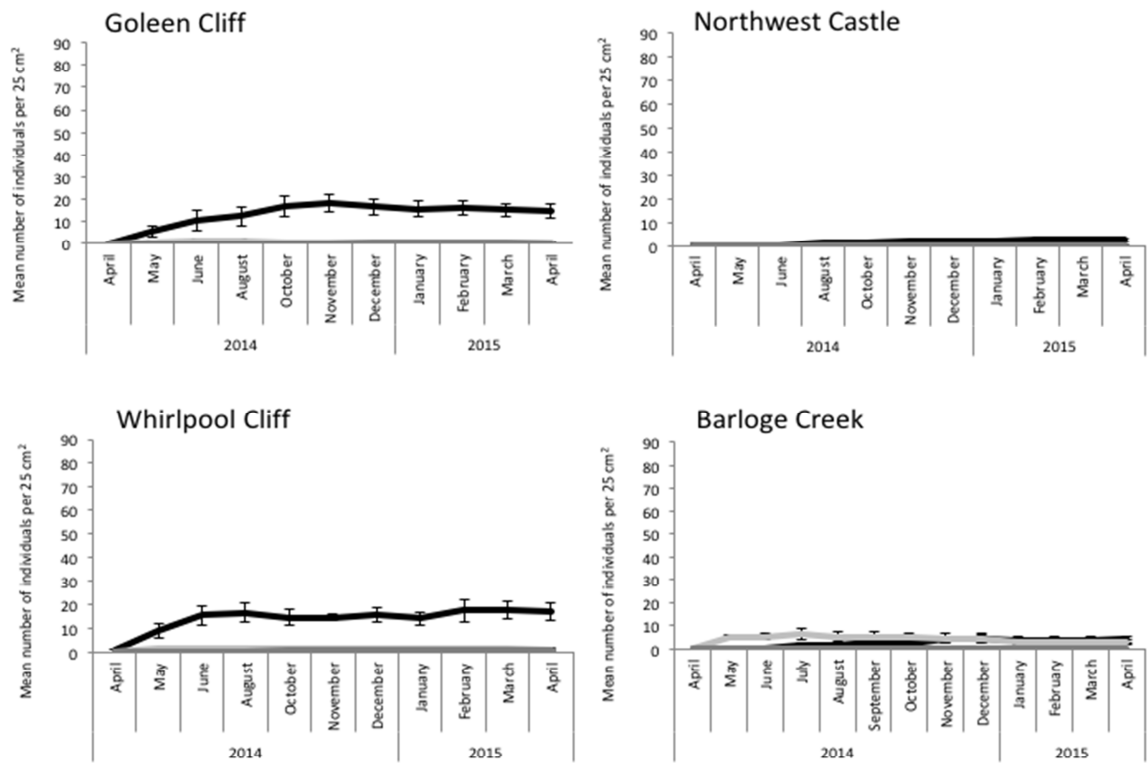 Goleen Cliff
Mean number of individuals per 25 cm²
90
80
70
60
50
40
30
20
10
0
April
May
June
August
October
November
December
January
February
March
April
2014 2015
Northwest Castle
Mean number of individuals per 25 cm²
90
80
70
60
50
40
30
20
10
0
April
May
June
August
October
November
December
January
February
March
April
2014 2015
Whirlpool Cliff
Mean number of individuals per 25 cm²
90
80
70
60
50
40
30
20
10
0
April
May
June
August
October
November
December
January
February
March
April
2014 2015
Barloge Creek
Mean number of individuals per 25 cm²
90
80
70
60
50
40
30
20
10
0
April
May
June
July
August
September
October
November
December
January
February
March
April
2014 2015